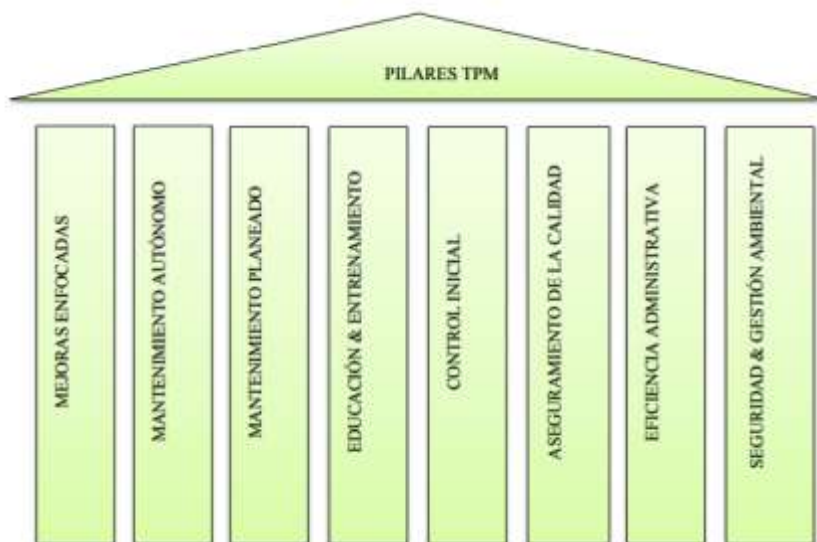 PILARES TPM
MEJORAS ENFOCADAS
MANTENIMIENTO AUTÓNOMO
MANTENIMIENTO PLANEADO
EDUCACIÓN & ENTRENAMIENTO
CONTROL INICIAL
ASEGURAMIENTO DE LA CALIDAD
EFICIENCIA ADMINISTRATIVA
SEGURIDAD & GESTIÓN AMBIENTAL